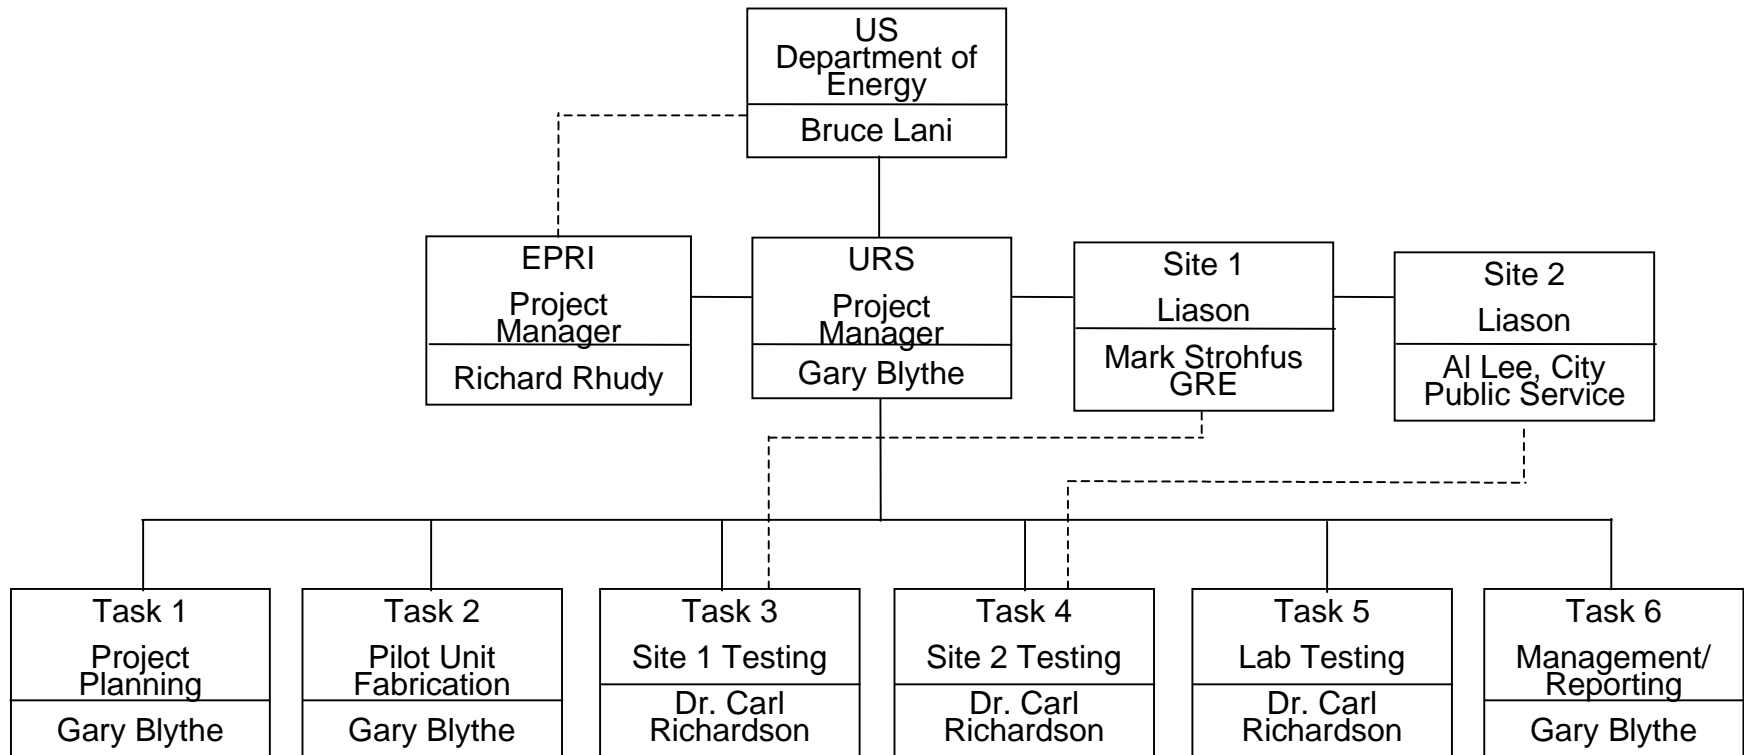 US
Department of
Energy
Bruce Lani
EPRI
Project
Manager
Richard Rhudy
URS
Project
Manager
Gary Blythe
Site 1
Liason
Mark Strohfus
GRE
Site 2
Liason
Al Lee, City
Public Service
Task 1
Project
Planning
Gary Blythe
Task 2
Pilot Unit
Fabrication
Gary Blythe
Task 3
Site 1 Testing
Dr. Carl
Richardson
Task 4
Site 2 Testing
Dr. Carl
Richardson
Task 5
Lab Testing
Dr. Carl
Richardson
Task 6
Management/
Reporting
Gary Blythe